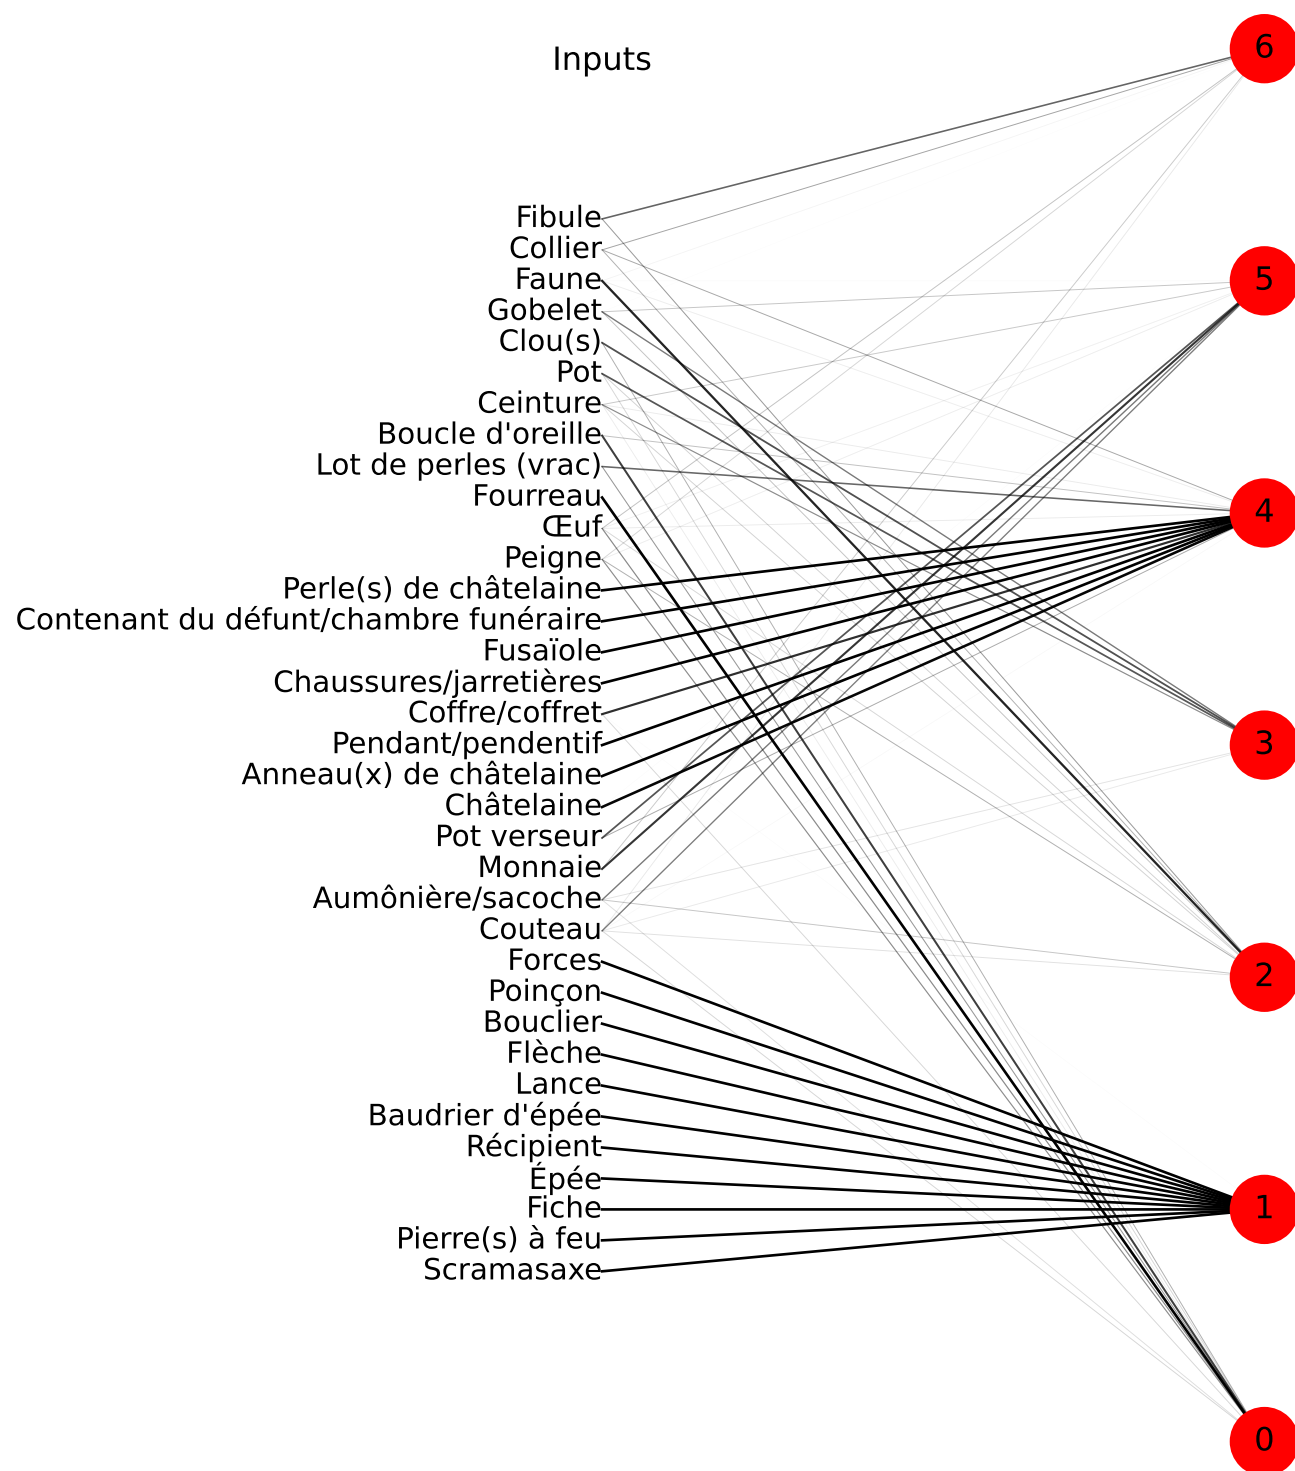 6
Inputs
Fibule
Collier
Faune
5
Gobelet
Clou(s)
Pot
Ceinture
Boucle d'oreille
Lot de perles (vrac)
Fourreau
4
Œuf
Peigne
Perle(s) de châtelaine
Contenant du défunt/chambre funéraire
Fusaïole
Chaussures/jarretières
Coffre/coffret
Pendant/pendentif
3
Anneau(x) de châtelaine
Châtelaine
Pot verseur
Monnaie
Aumônière/sacoche
Couteau
Forces
2
Poinçon
Bouclier
Flèche
Lance
Baudrier d'épée
Récipient
Épée
Fiche
1
Pierre(s) à feu
Scramasaxe
0